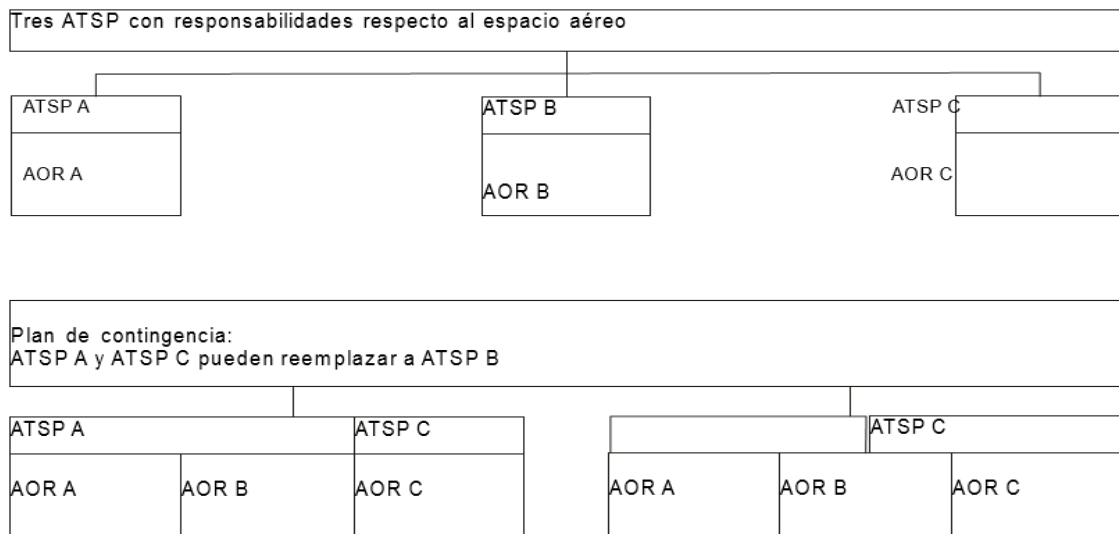 Tres ATSP con responsabilidades respecto al espacio aéreo
ATSP A
ATSP B
ATSP C
AOR A
AOR B
AOR C
Plan de contingencia:
ATSP A y ATSP C pueden reemplazar a ATSP B
ATSP A
ATSP C
ATSP C
AOR A
AOR B
AOR C
AOR A
AOR B
AOR C